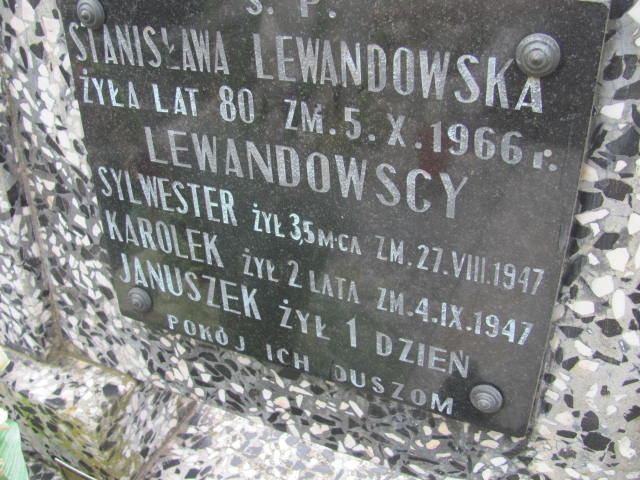 Ś. P.
STANISŁAWA LEWANDOWSKA
ŻYŁA LAT 80 ZM. 5. X. 1966 r.
LEWANDOWSCY
SYLWESTER ŻYŁ 3,5 M-CA ZM. 27.VIII.1947
KAROLEK ŻYŁ 2 LATA ZM. 4.IX.1947
JANUSZEK ŻYŁ 1 DZIEŃ
POKÓJ ICH DUSZOM